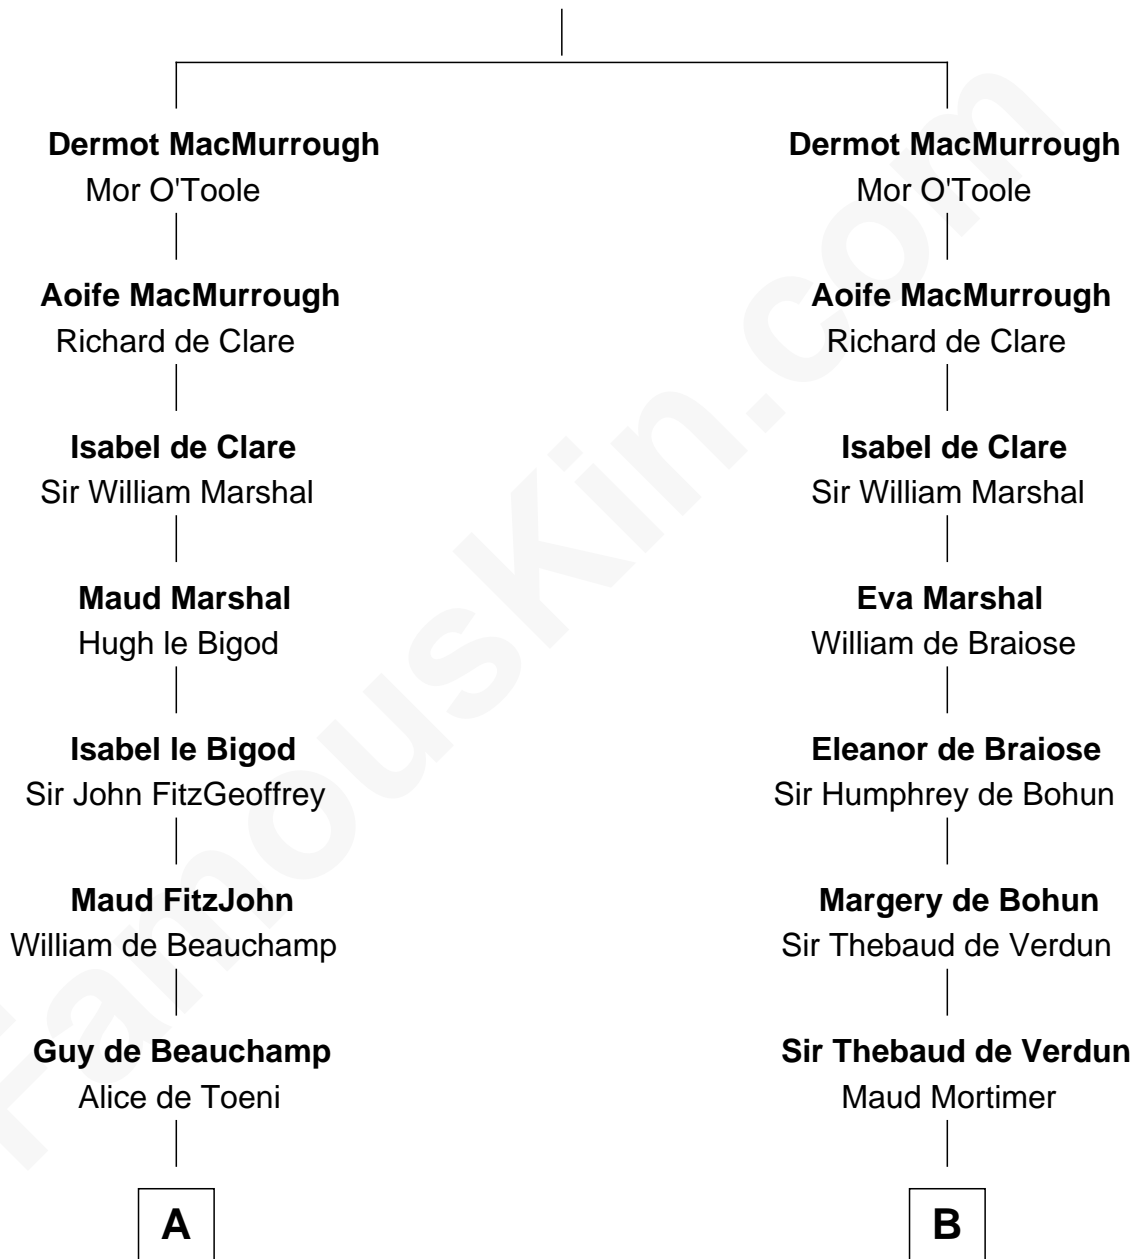 Dermot MacMurrough
Mor O'Toole
Aoife MacMurrough
Richard de Clare
Isabel de Clare
Sir William Marshal
Maud Marshal
Hugh le Bigod
Isabel le Bigod
Sir John FitzGeoffrey
Maud FitzJohn
William de Beauchamp
Guy de Beauchamp
Alice de Toeni
A
Dermot MacMurrough
Mor O'Toole
Aoife MacMurrough
Richard de Clare
Isabel de Clare
Sir William Marshal
Eva Marshal
William de Braiose
Eleanor de Braiose
Sir Humphrey de Bohun
Margery de Bohun
Sir Thebaud de Verdun
Sir Thebaud de Verdun
Maud Mortimer
B
FamousKin.com